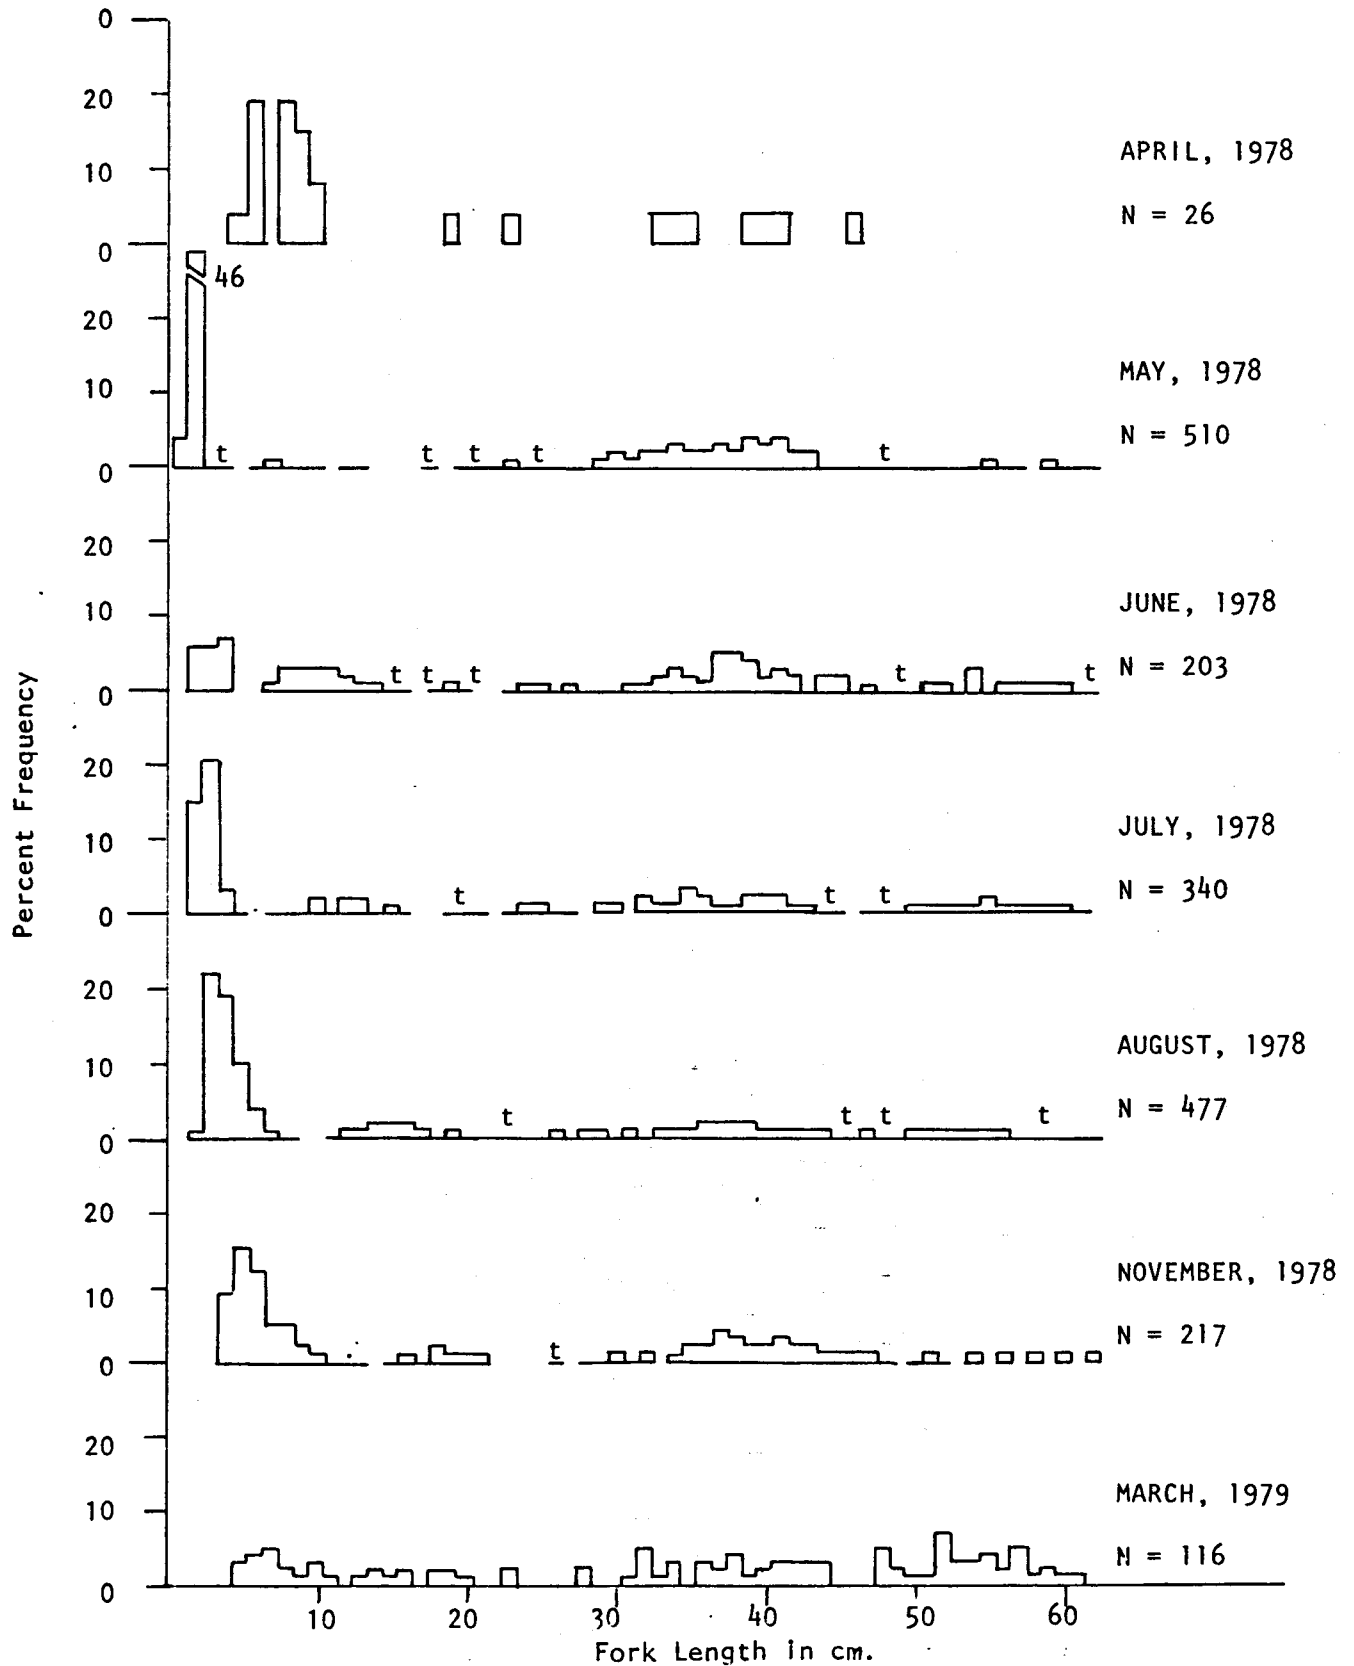 0
20
10
0
APRIL, 1978
N = 26
46
20
10
0
t
t
t
t
t
MAY, 1978
N = 510
20
10
0
t
t
t
t
t
JUNE, 1978
N = 203
20
10
0
t
t
t
JULY, 1978
N = 340
20
10
0
t
t
t
t
AUGUST, 1978
N = 477
20
10
0
t
NOVEMBER, 1978
N = 217
20
10
0
MARCH, 1979
N = 116
Percent Frequency
10
20
30
40
50
60
Fork Length in cm.